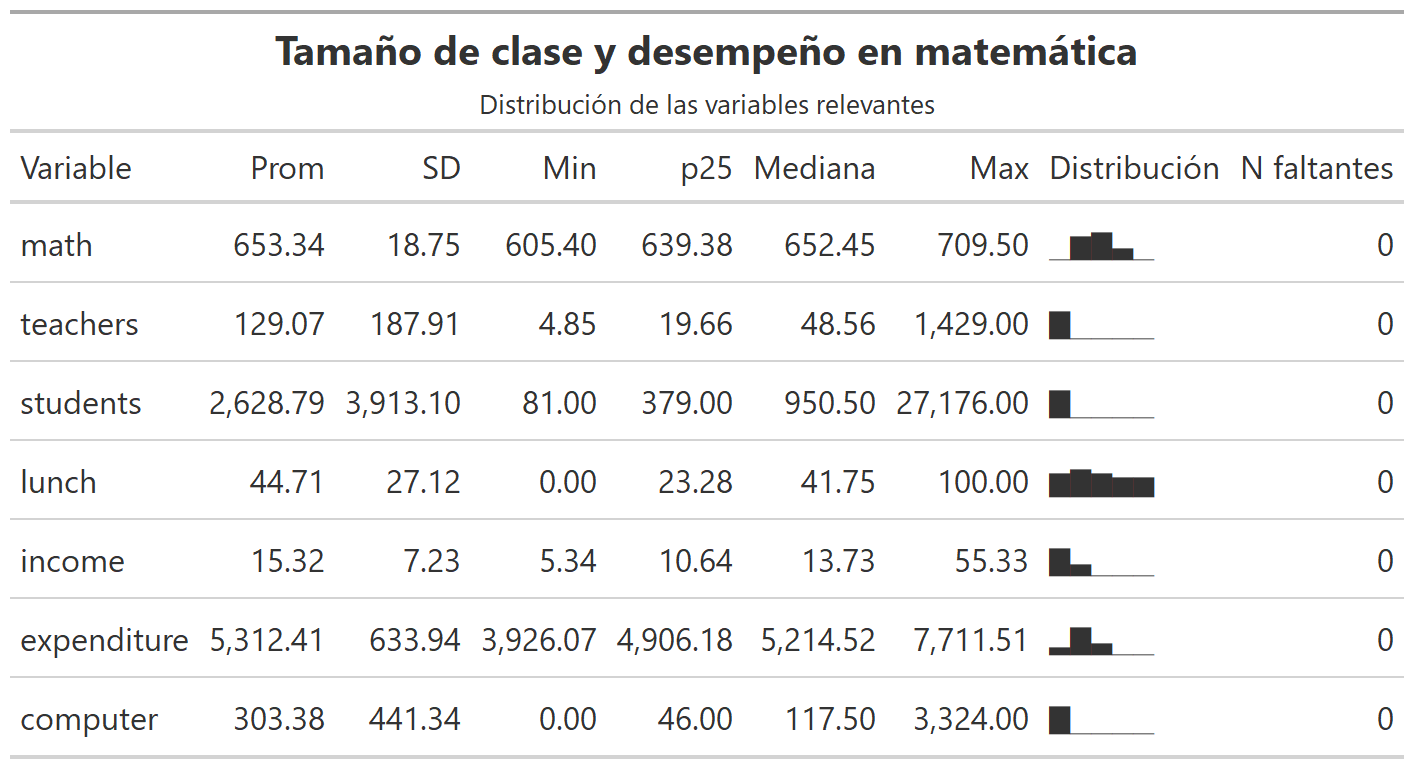 Tamaño de clase y desempeño en matemática
Distribución de las variables relevantes
Variable Prom SD Min p25 Mediana Max Distribución N faltantes
math 653.34 18.75 605.40 639.38 652.45 709.50 0
teachers 129.07 187.91 4.85 19.66 48.56 1,429.00 0
students 2,628.79 3,913.10 81.00 379.00 950.50 27,176.00 0
lunch 44.71 27.12 0.00 23.28 41.75 100.00 0
income 15.32 7.23 5.34 10.64 13.73 55.33 0
expenditure 5,312.41 633.94 3,926.07 4,906.18 5,214.52 7,711.51 0
computer 303.38 441.34 0.00 46.00 117.50 3,324.00 0